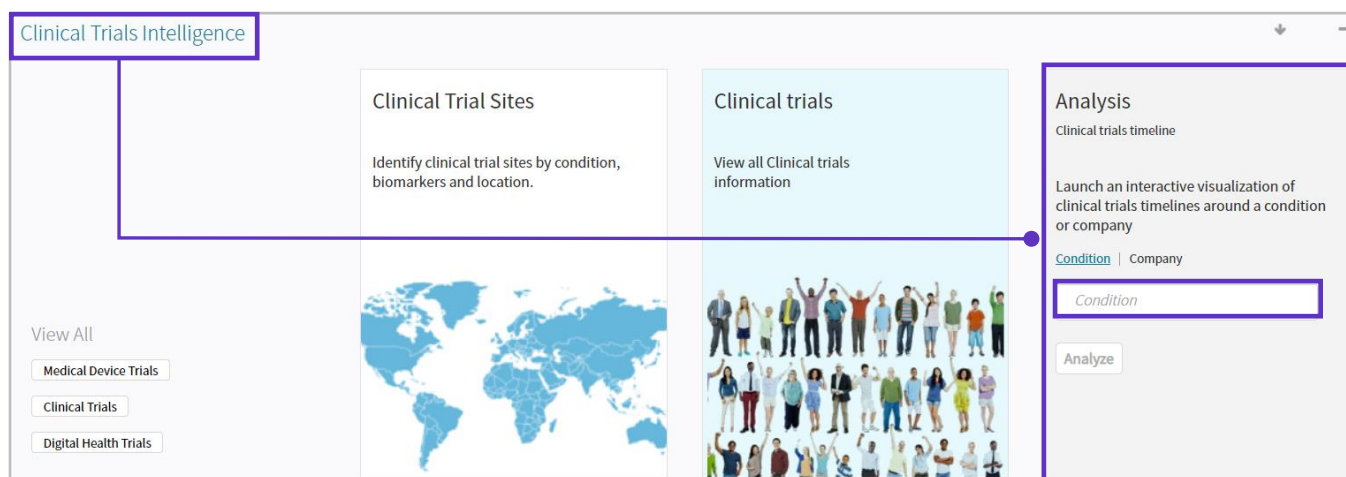 Clinical Trials Intelligence
View All
Medical Device Trials
Clinical Trials
Digital Health Trials
Clinical Trial Sites
Identify clinical trial sites by condition,
biomarkers and location.
Clinical trials
View all Clinical trials
information
Analysis
Clinical trials timeline
Launch an interactive visualization of
clinical trials timelines around a condition
or company
Condition | Company
Condition
Analyze